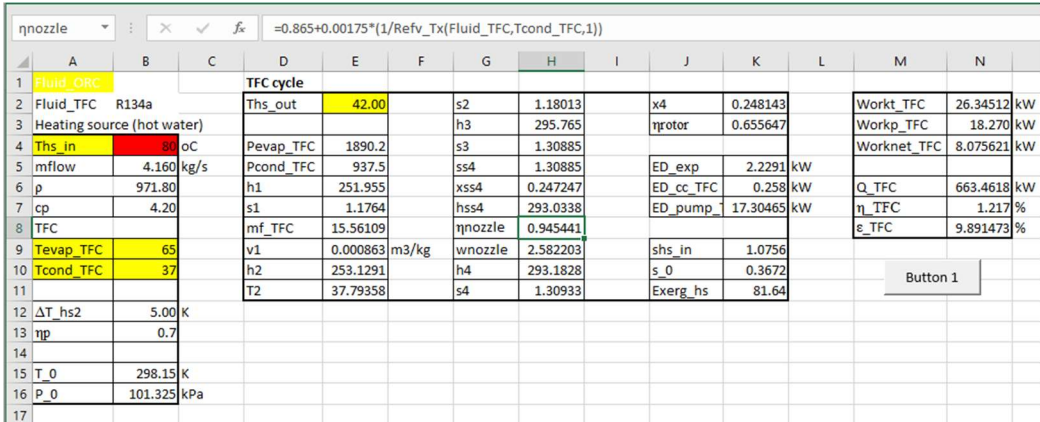 ηnozzle fx =0.865+0.00175*(1/Refv_Tx(Fluid_TFC,Tcond_TFC,1))
A B C D E F G H I J K L M N
1 Fluid_ORC TFC cycle
2 Fluid_TFC R134a Ths_out 42.00 s2 1.18013 x4 0.248143 Workt_TFC 26.34512 kW
3 Heating source (hot water) h3 295.765 ηrotor 0.655647 Workp_TFC 18.270 kW
4 Ths_in 80 oC Pevap_TFC 1890.2 s3 1.30885 Worknet_TFC 8.075621 kW
5 mflow 4.160 kg/s Pcond_TFC 937.5 ss4 1.30885 ED_exp 2.2291 kW
6 ρ 971.80 h1 251.955 xss4 0.247247 ED_cc_TFC 0.258 kW Q_TFC 663.4618 kW
7 cp 4.20 s1 1.1764 hss4 293.0338 ED_pump_ 17.30465 kW η_TFC 1.217 %
8 TFC mf_TFC 15.56109 ηnozzle 0.945441 ε_TFC 9.891473 %
9 Tevap_TFC 65 v1 0.000863 m3/kg wnozzle 2.582203 shs_in 1.0756
10 Tcond_TFC 37 h2 253.1291 h4 293.1828 s_0 0.3672
Button 1
11 T2 37.79358 s4 1.30933 Exerg_hs 81.64
12 ΔT_hs2 5.00 K
13 ηp 0.7
14
15 T_0 298.15 K
16 P_0 101.325 kPa
17